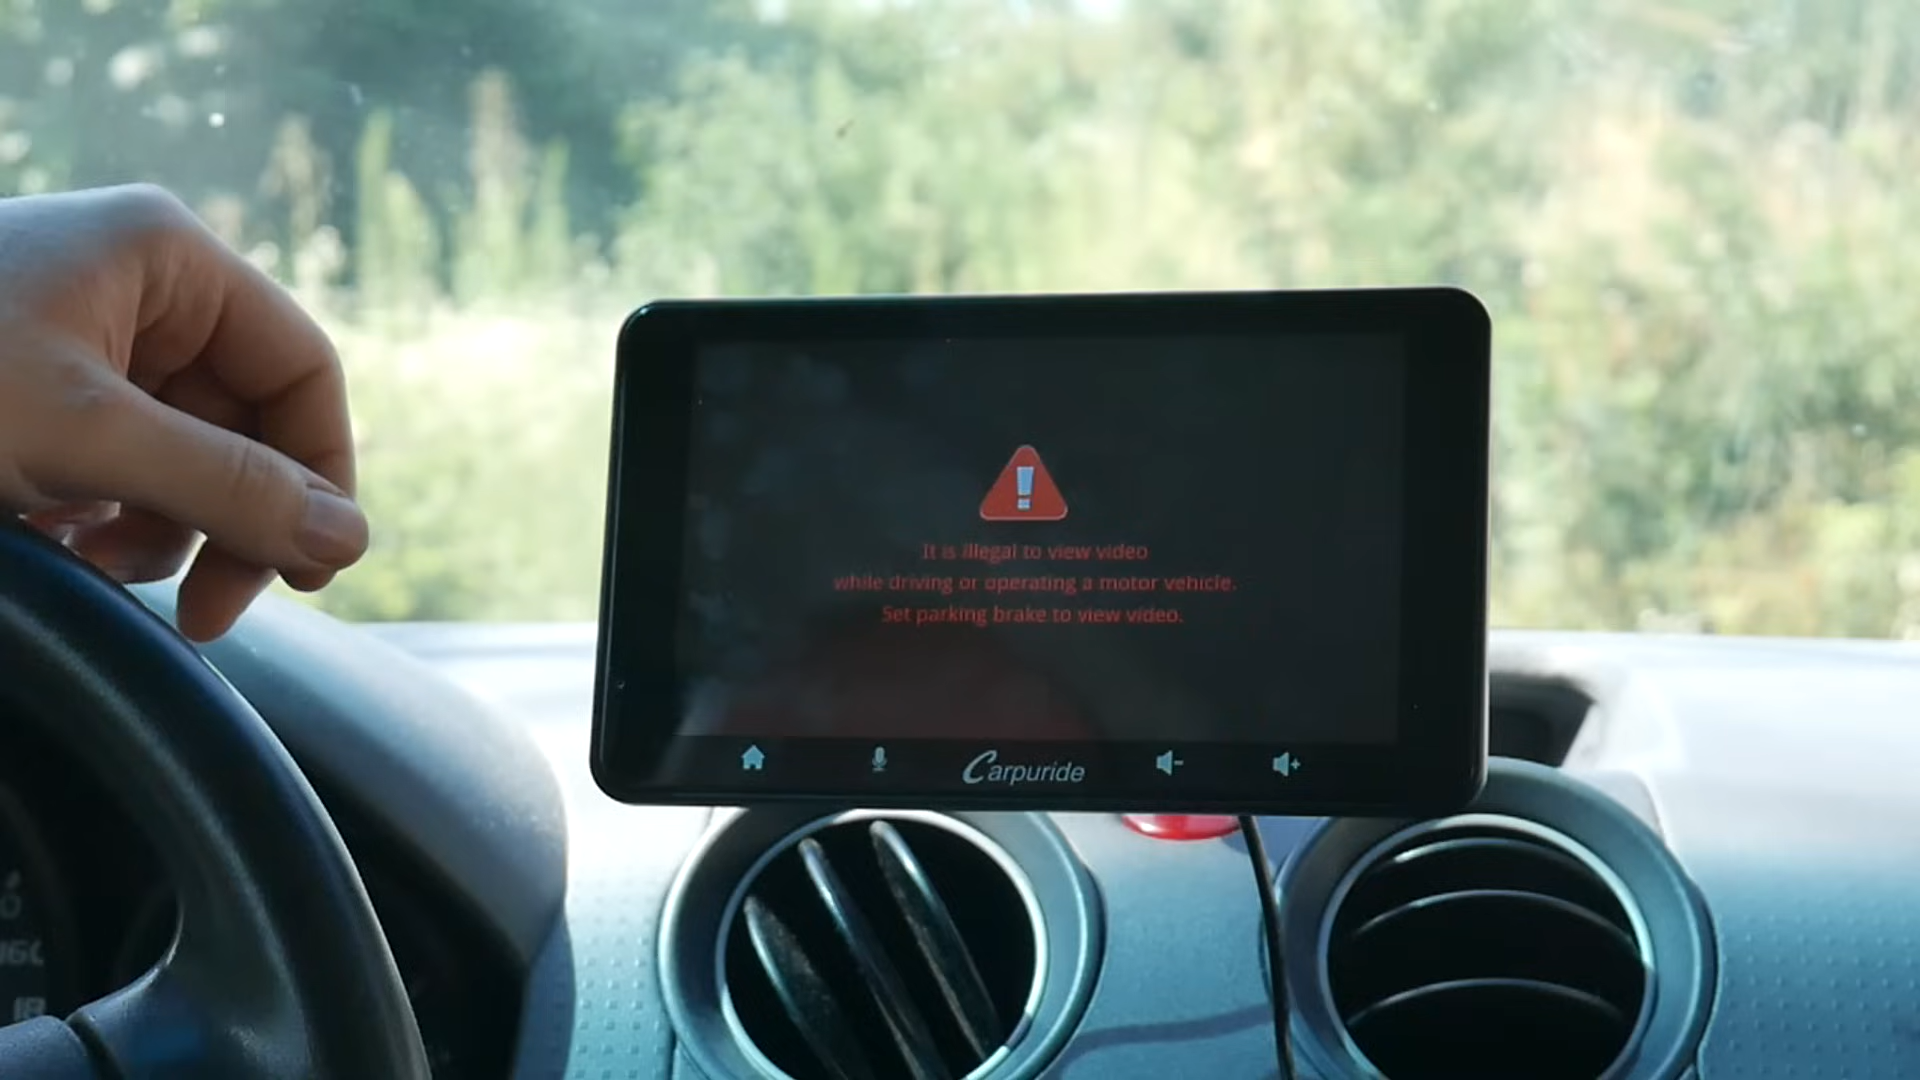 It is illegal to view video
while driving or operating a motor vehicle.
Set parking brake to view video.
Carpuride